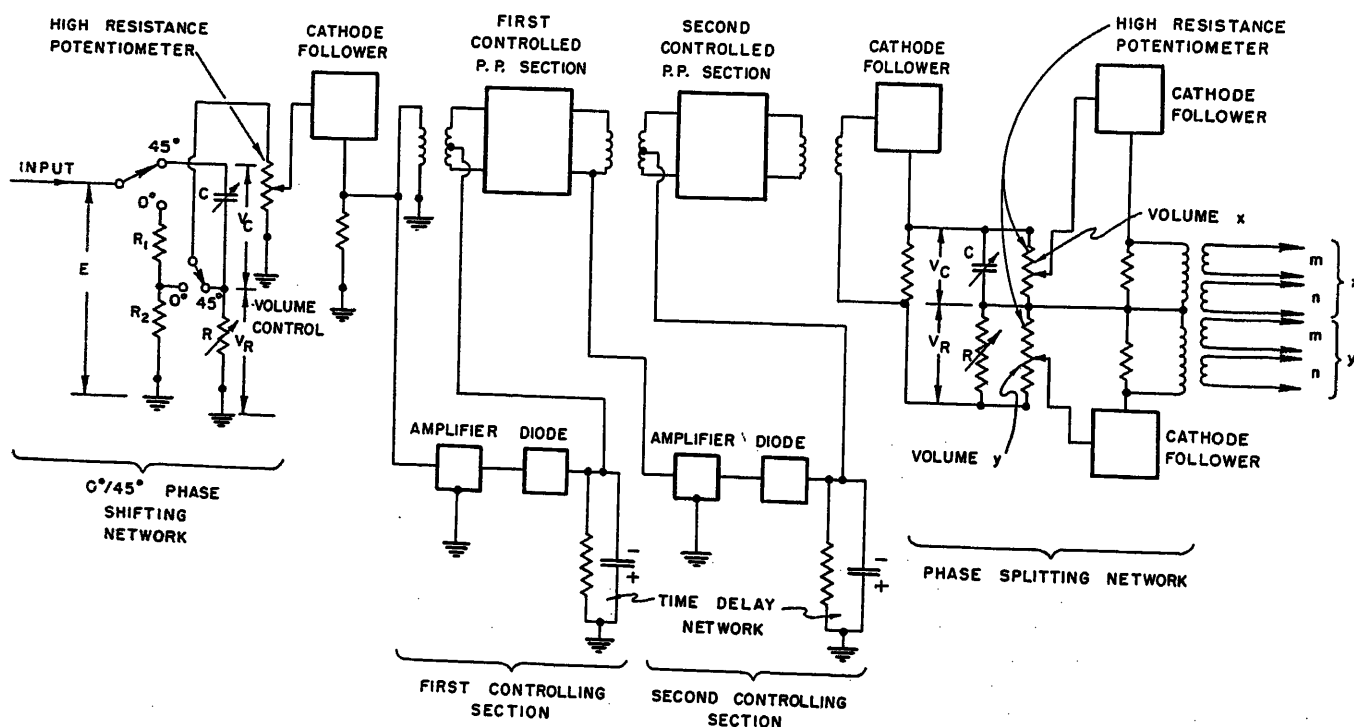 HIGH RESISTANCE
POTENTIOMETER
CATHODE
FOLLOWER
FIRST
CONTROLLED
P.P. SECTION
SECOND
CONTROLLED
P.P. SECTION
CATHODE
FOLLOWER
HIGH RESISTANCE
POTENTIOMETER
CATHODE
FOLLOWER
INPUT
45°
0°
C
V_C
E
R₁
R₂
0°
45°
VOLUME
CONTROL
R
V_R
VOLUME x
V_C
C
V_R
R
m
n
m
n
y
VOLUME y
CATHODE
FOLLOWER
AMPLIFIER
DIODE
AMPLIFIER
DIODE
0°/45° PHASE
SHIFTING
NETWORK
-
+
-
+
TIME DELAY
NETWORK
PHASE SPLITTING NETWORK
FIRST CONTROLLING
SECTION
SECOND CONTROLLING
SECTION